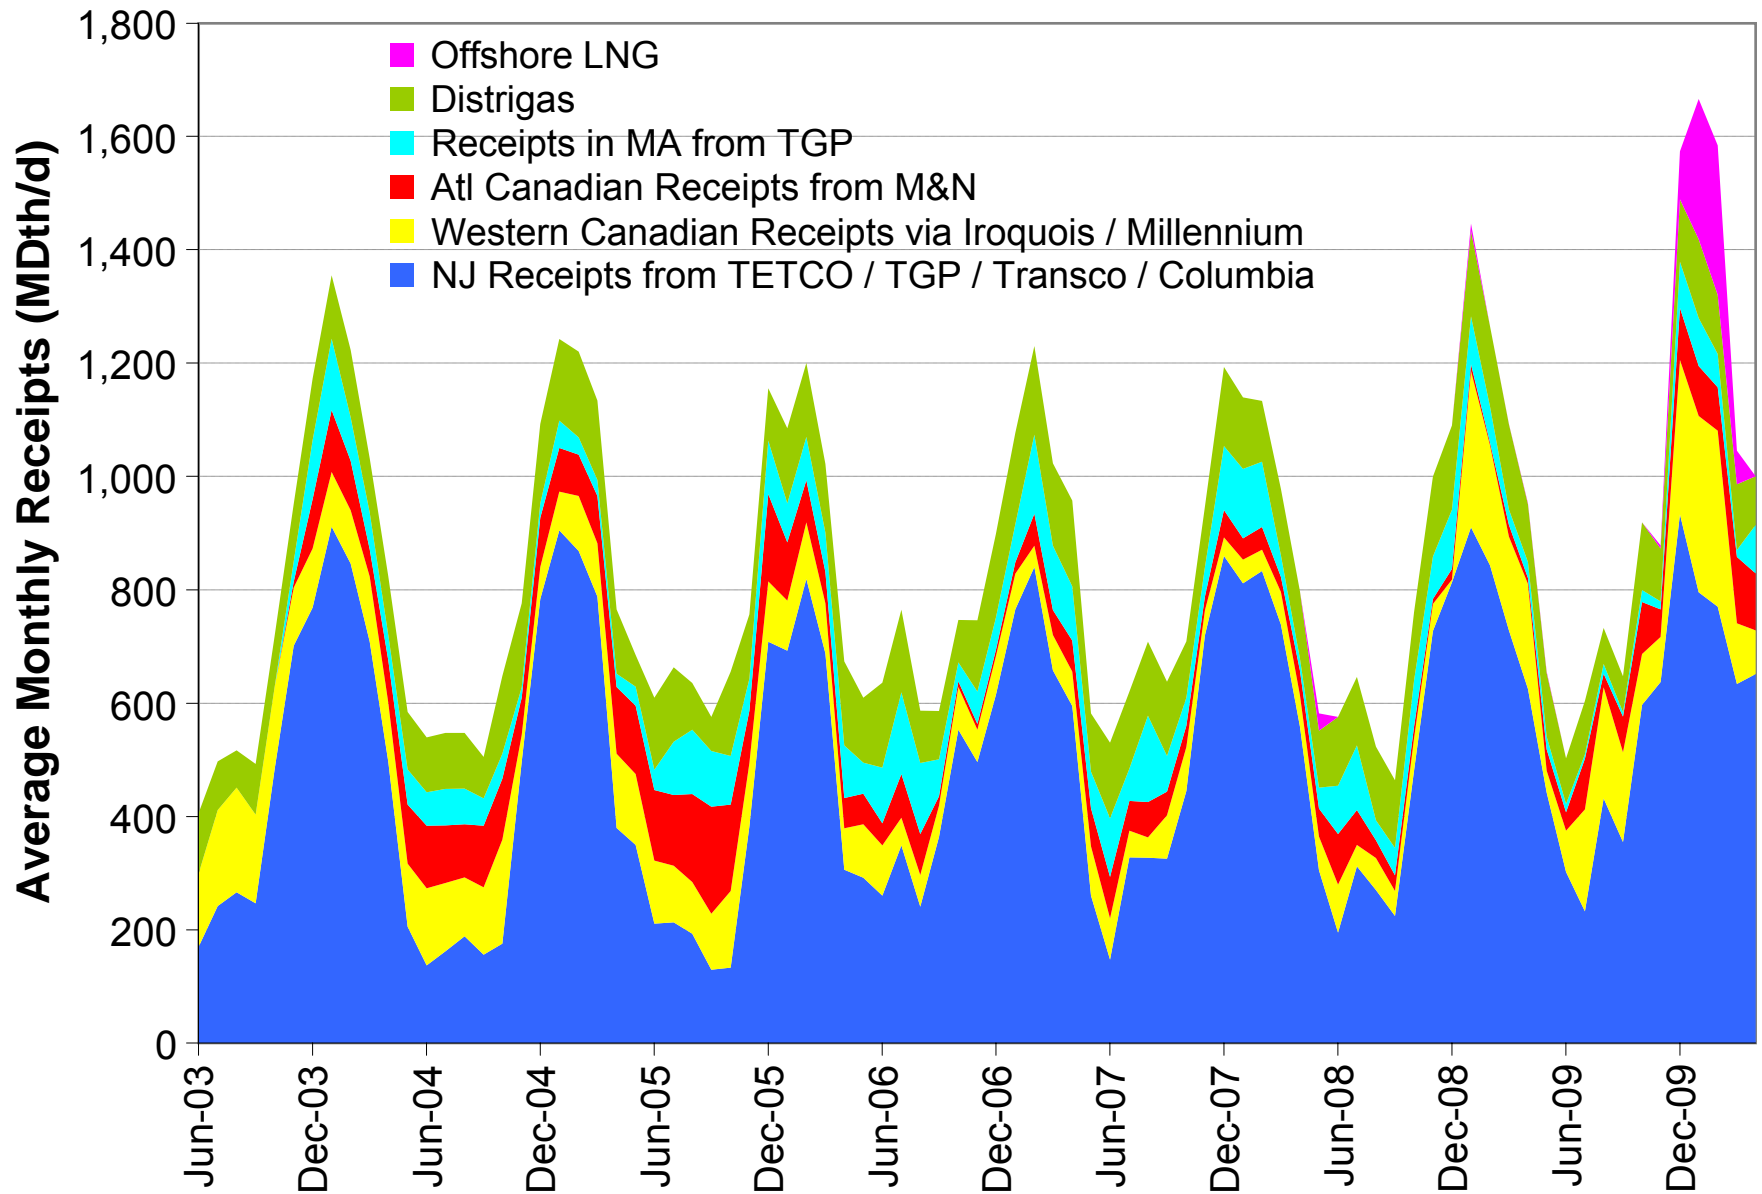 1,800
1,600
1,400
1,200
1,000
800
600
400
200
0
Average Monthly Receipts (MDth/d)
Offshore LNG
Distrigas
Receipts in MA from TGP
Atl Canadian Receipts from M&N
Western Canadian Receipts via Iroquois / Millennium
NJ Receipts from TETCO / TGP / Transco / Columbia
Jun-03
Dec-03
Jun-04
Dec-04
Jun-05
Dec-05
Jun-06
Dec-06
Jun-07
Dec-07
Jun-08
Dec-08
Jun-09
Dec-09